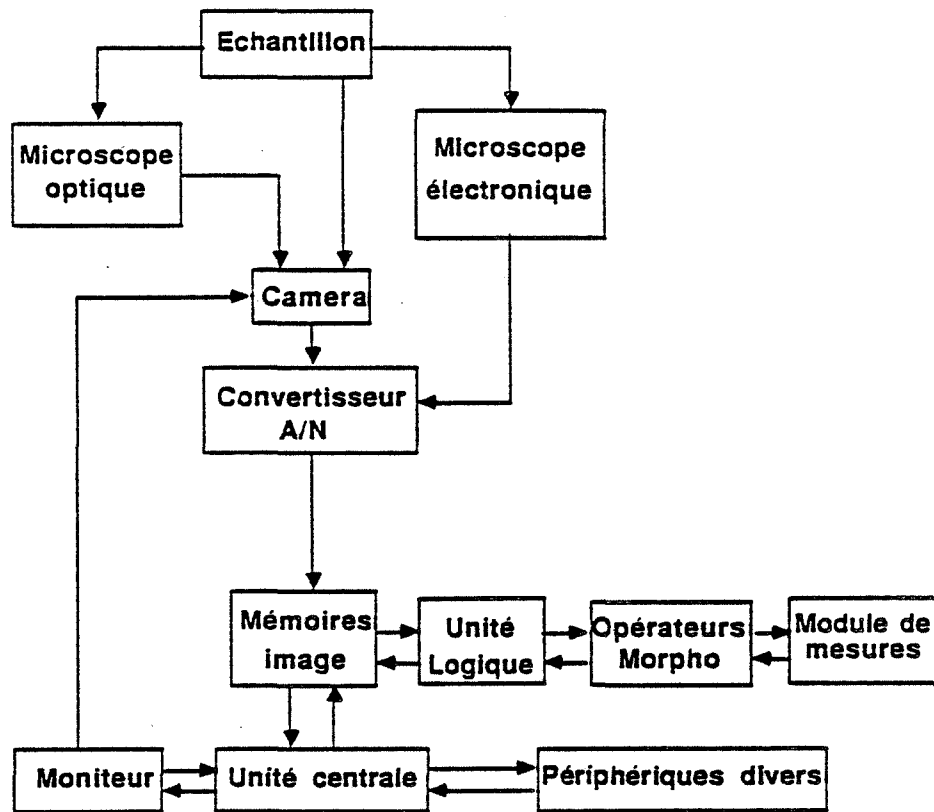 Echantillon
Microscope
optique
Microscope
électronique
Camera
Convertisseur
A/N
Mémoires
image
Unité
Logique
Opérateurs
Morpho
Module de
mesures
Moniteur
Unité centrale
Périphériques divers